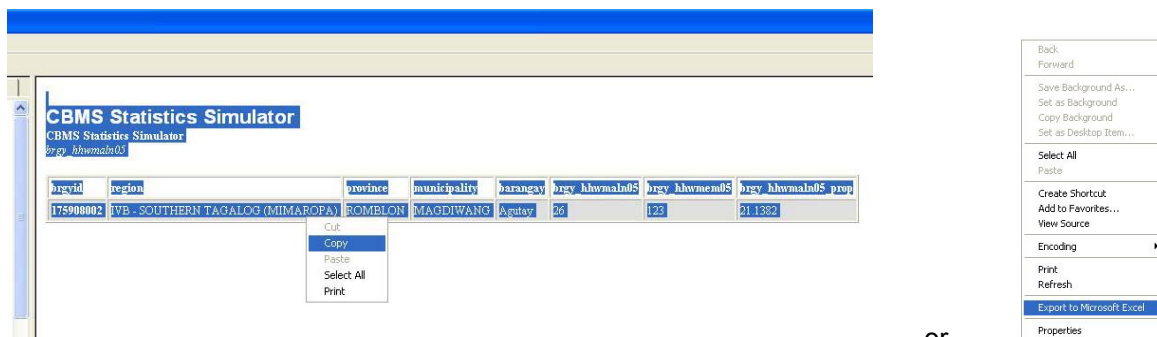 CBMS Statistics Simulator
CBMS Statistics Simulator
brgy_hhwmaln05
brgyid region province municipality barangay brgy_hhwmaln05 brgy_hhwmem05 brgy_hhwmaln05_prop
175908002 IVB - SOUTHERN TAGALOG (MIMAROPA) ROMBLON MAGDIWANG Agutay 26 123 21.1382
Cut
Copy
Paste
Select All
Print
or
Back
Forward
Save Background As...
Set as Background
Copy Background
Set as Desktop Item...
Select All
Paste
Create Shortcut
Add to Favorites...
View Source
Encoding
Print
Refresh
Export to Microsoft Excel
Properties